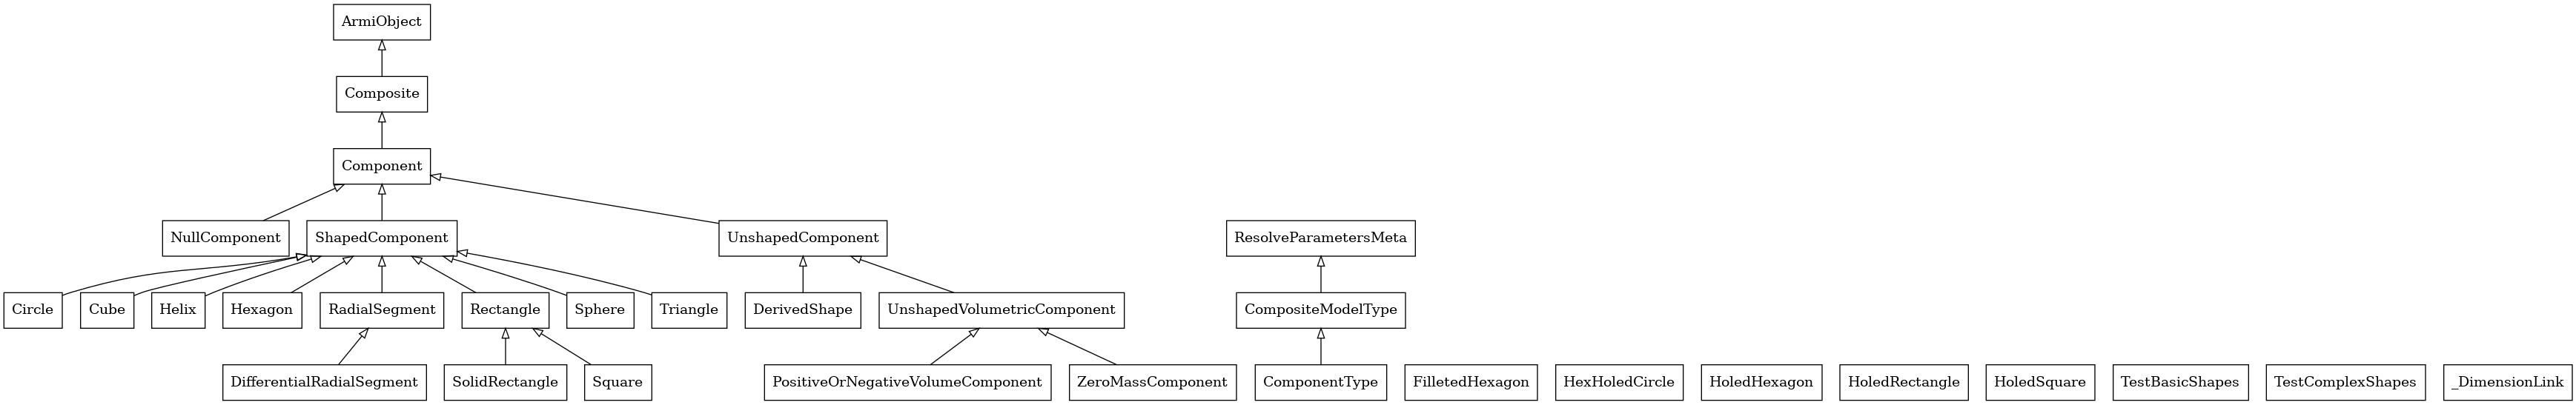 ArmiObject
Composite
Component
NullComponent
ShapedComponent
UnshapedComponent
ResolveParametersMeta
Circle
Cube
Helix
Hexagon
RadialSegment
Rectangle
Sphere
Triangle
DerivedShape
UnshapedVolumetricComponent
CompositeModelType
DifferentialRadialSegment
SolidRectangle
Square
PositiveOrNegativeVolumeComponent
ZeroMassComponent
ComponentType
FilletedHexagon
HexHoledCircle
HoledHexagon
HoledRectangle
HoledSquare
TestBasicShapes
TestComplexShapes
_DimensionLink